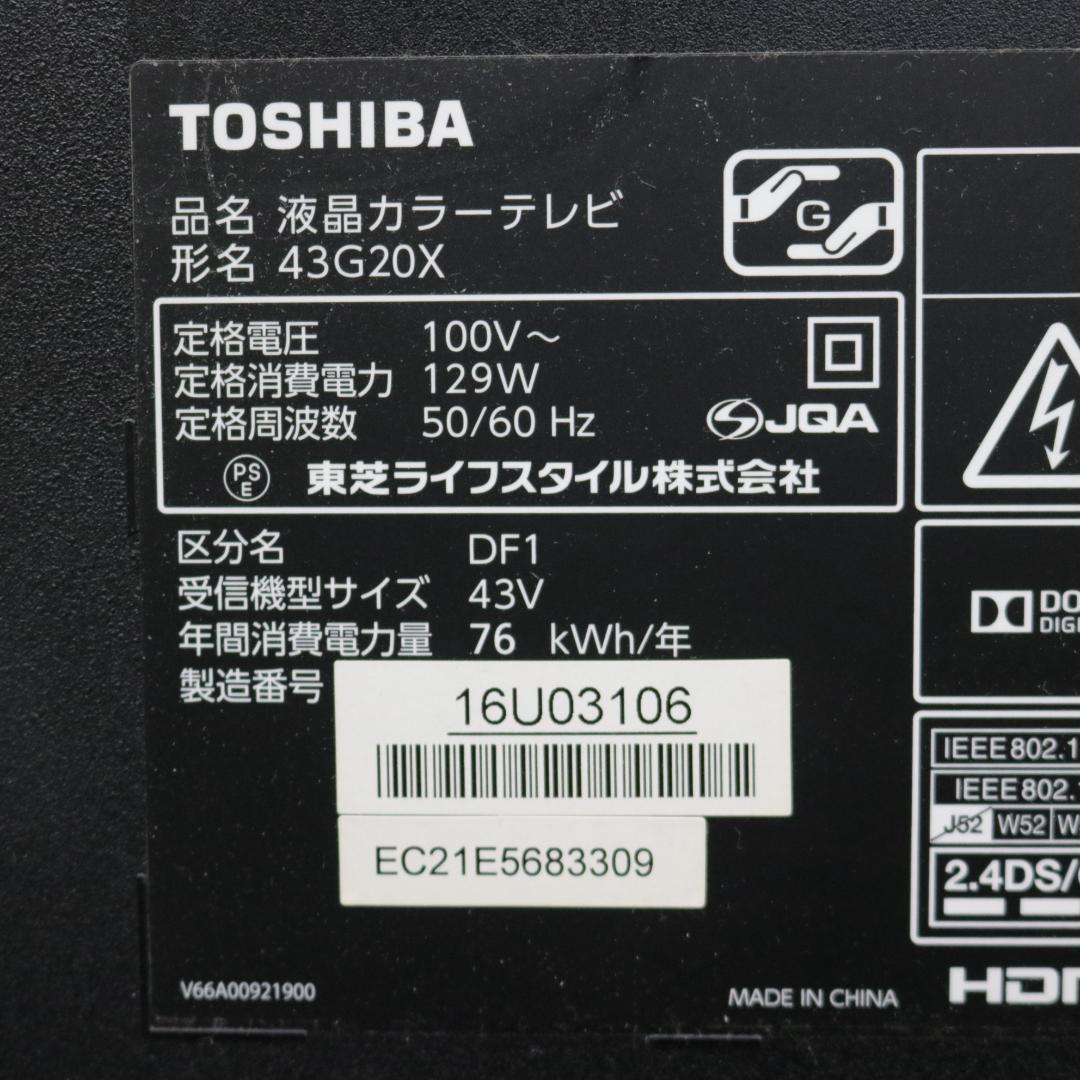 TOSHIBA
品名 液晶カラーテレビ
形名 43G20X
G
定格電圧 100V～
定格消費電力 129W
定格周波数 50/60 Hz
JQA
PS
E
東芝ライフスタイル株式会社
区分名 DF1
受信機型サイズ 43V
年間消費電力量 76 kWh/年
製造番号
16U03106
EC21E5683309
V66A00921900
MADE IN CHINA
DO
DIGI
IEEE802.1
IEEE802.
J52 W52 W
2.4DS/
HDM